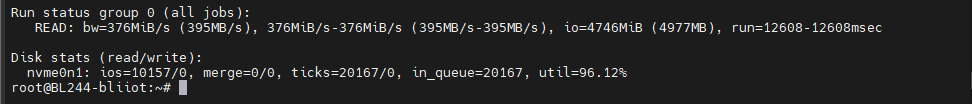 Run status group 0 (all jobs):
READ: bw=376MiB/s (395MB/s), 376MiB/s-376MiB/s (395MB/s-395MB/s), io=4746MiB (4977MB), run=12608-12608msec
Disk stats (read/write):
nvme0n1: ios=10157/0, merge=0/0, ticks=20167/0, in_queue=20167, util=96.12%
root@BL244-bliiot:~#